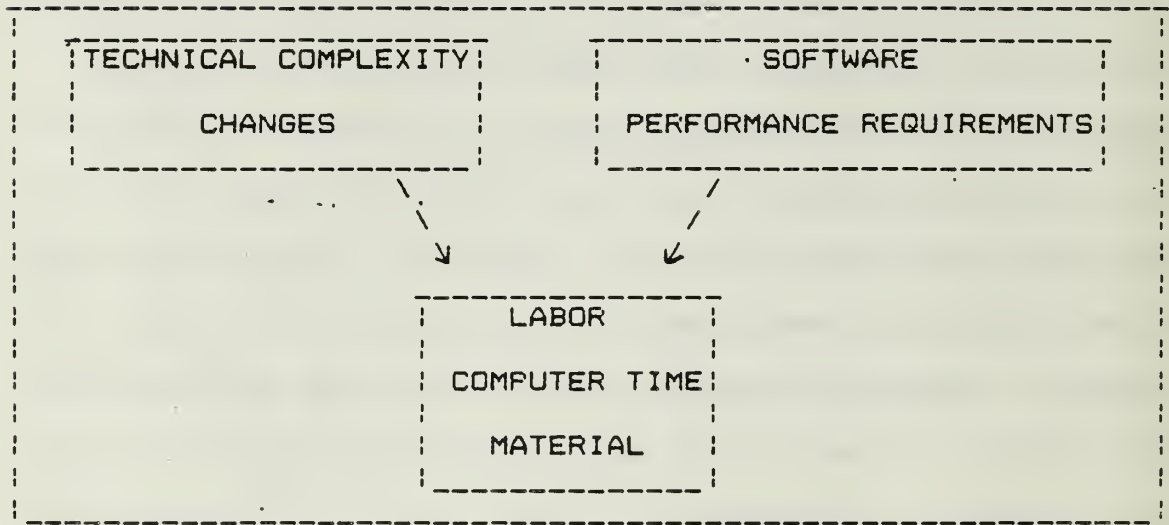 TECHNICAL COMPLEXITY
CHANGES
SOFTWARE
PERFORMANCE REQUIREMENTS
LABOR
COMPUTER TIME
MATERIAL